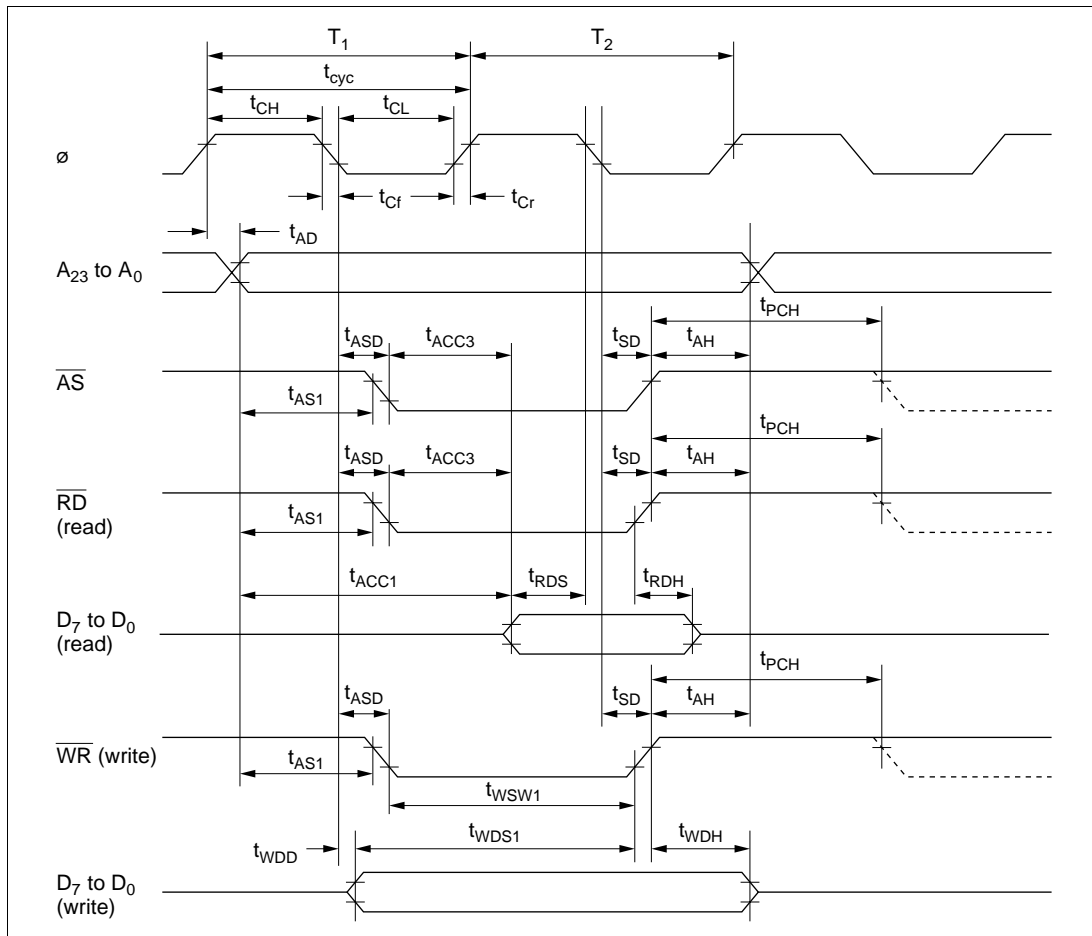 T1 T2
tcyc
tCH tCL
ø
tCf tCr
tAD
A23 to A0
tPCH
tASD tACC3 tSD tAH
AS
tAS1
tPCH
tASD tACC3 tSD tAH
RD
(read)
tAS1
tACC1 tRDS tRDH
D7 to D0
(read)
tPCH
tASD tSD tAH
WR (write)
tAS1
tWSW1
tWDD tWDS1 tWDH
D7 to D0
(write)